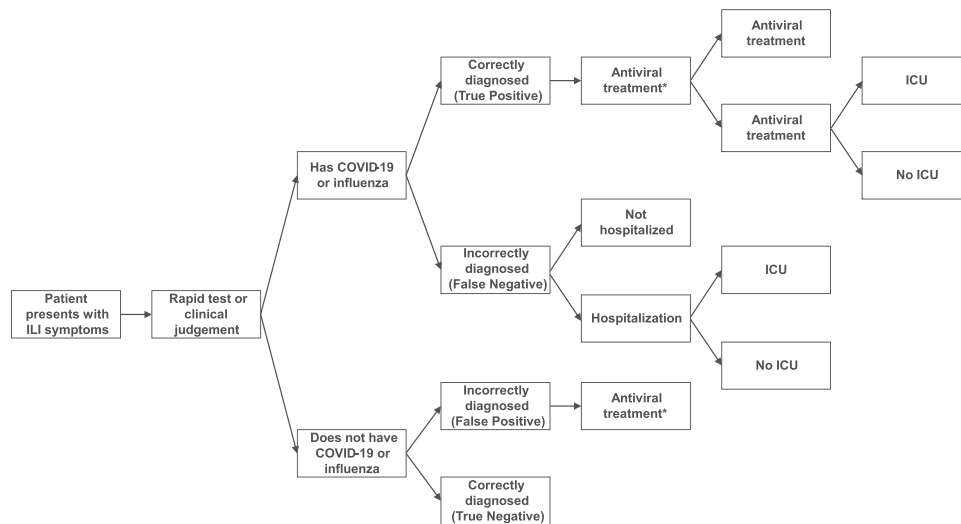 Patient
presents with
ILI symptoms
Rapid test or
clinical
judgement
Has COVID-19
or influenza
Correctly
diagnosed
(True Positive)
Antiviral
treatment*
Antiviral
treatment
Antiviral
treatment
ICU
No ICU
Incorrectly
diagnosed
(False Negative)
Not
hospitalized
Hospitalization
ICU
No ICU
Does not have
COVID-19 or
influenza
Incorrectly
diagnosed
(False Positive)
Antiviral
treatment*
Correctly
diagnosed
(True Negative)